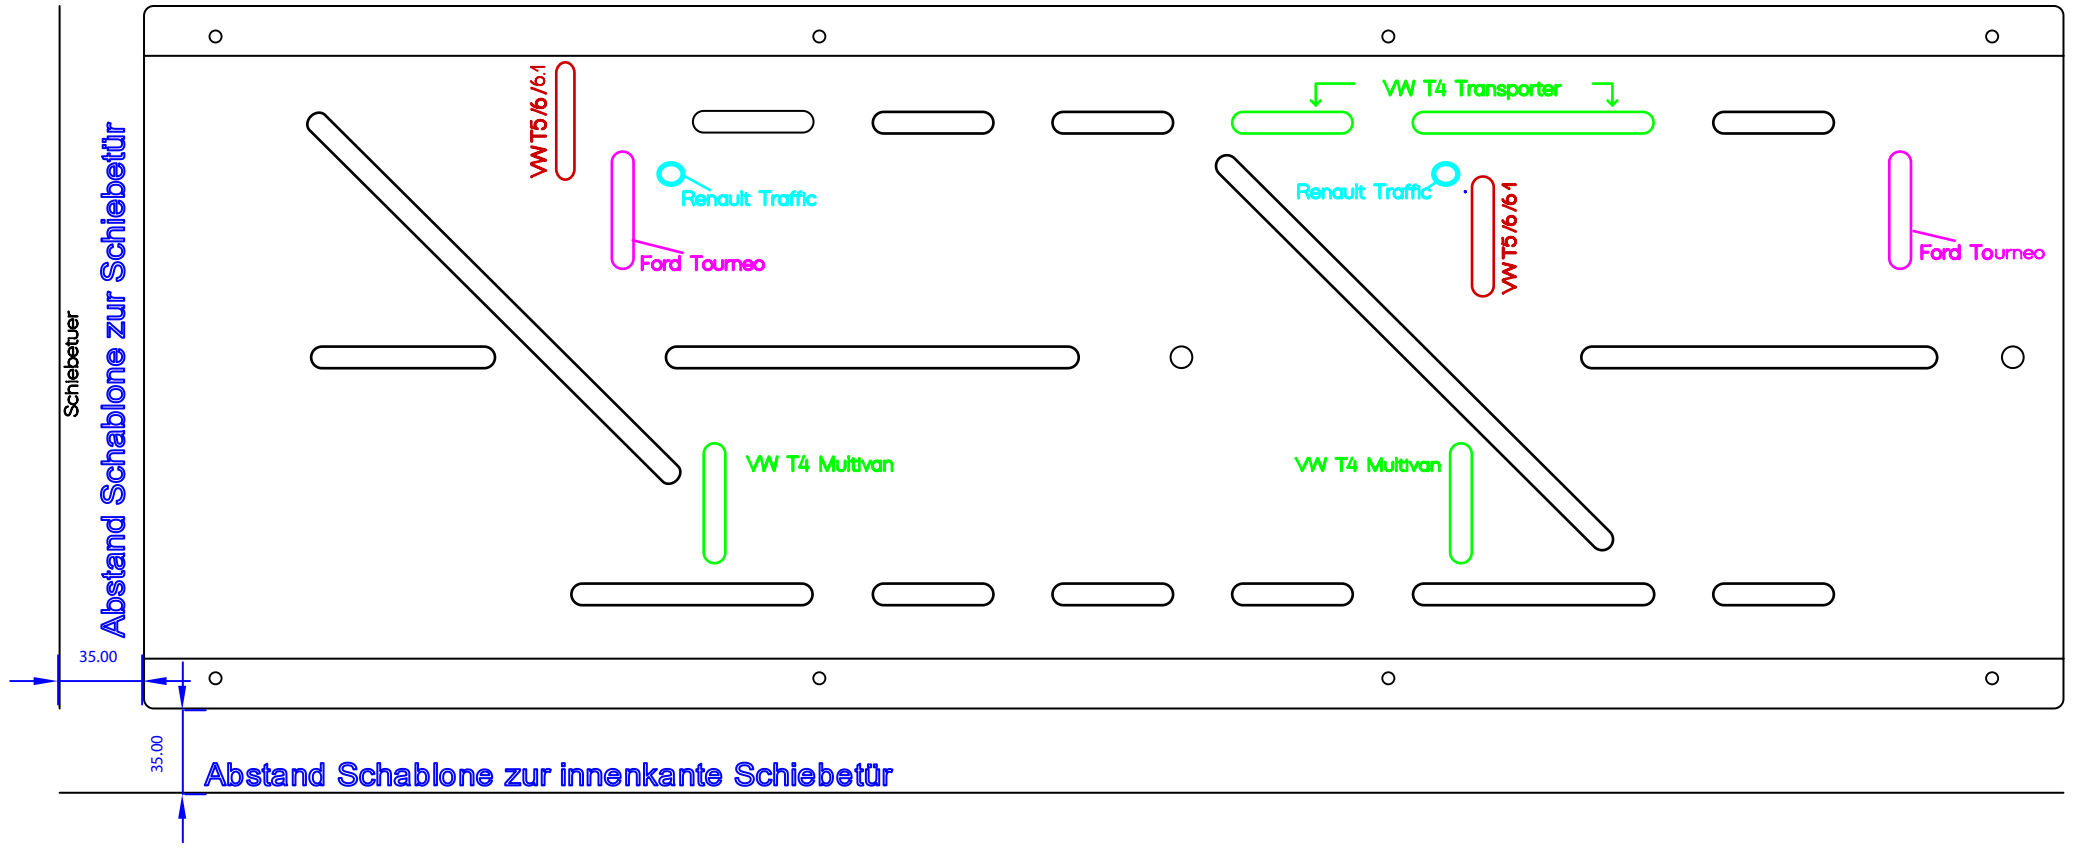 VW T5/6/6.1
VW T4 Transporter
Renault Traffic
Renault Traffic
VW T5/6/61
Ford Tourneo
Ford Tourneo
Schiebetuer
Abstand Schablone zur Schiebetür
VW T4 Multivan
VW T4 Multivan
35.00
35.00
Abstand Schablone zur innenkante Schiebetür